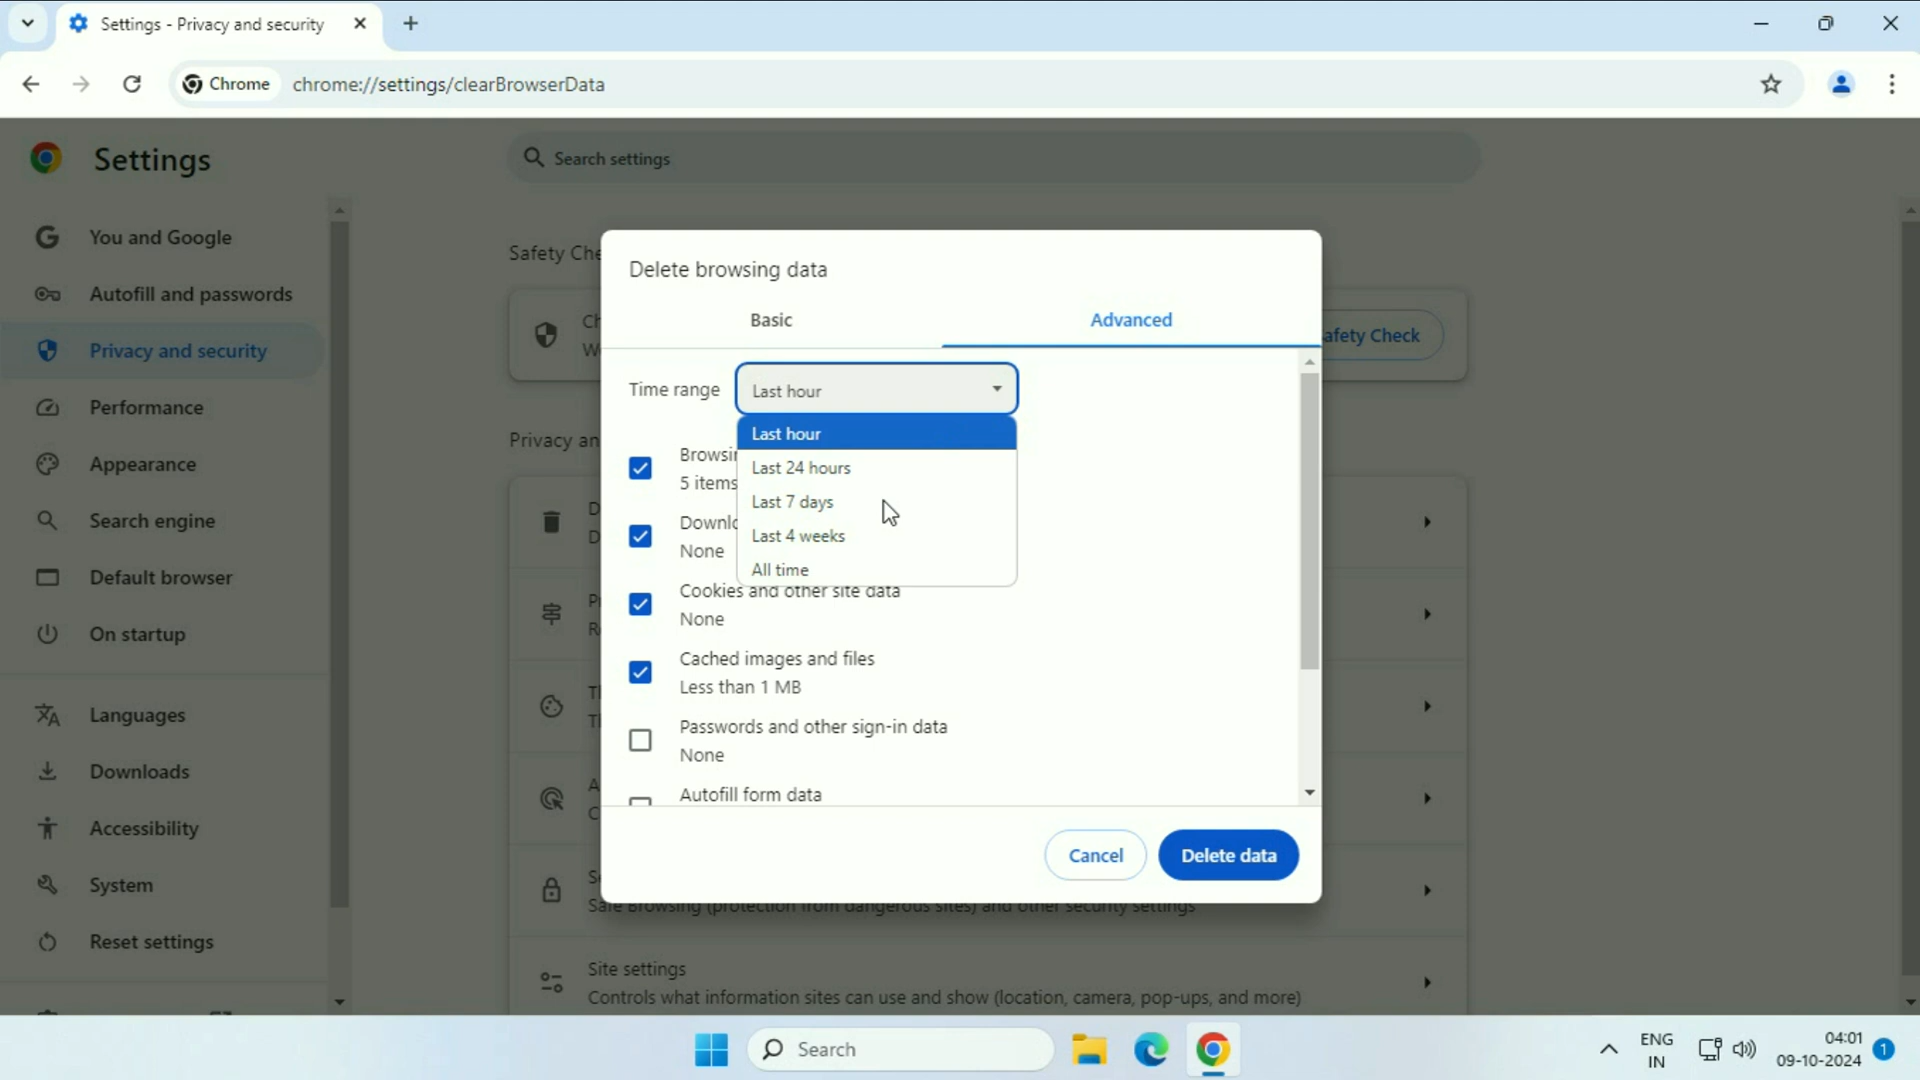 Settings - Privacy and security
Chrome
chrome://settings/clearBrowserData
Settings
Search settings
You and Google
Autofill and passwords
Privacy and security
Performance
Appearance
Search engine
Default browser
On startup
Languages
Downloads
Accessibility
System
Reset settings
Safety Che
afety Check
Privacy an
Delete browsing data
Basic
Advanced
Time range
Last hour
Last hour
Last 24 hours
Last 7 days
Last 4 weeks
All time
Browsin
5 items
Downlo
None
Cookies and other site data
None
Cached images and files
Less than 1 MB
Passwords and other sign-in data
None
Autofill form data
Cancel
Delete data
Safe Browsing (protection from dangerous sites) and other security settings
Site settings
Controls what information sites can use and show (location, camera, pop-ups, and more)
Search
ENG
IN
04:01
09-10-2024
1